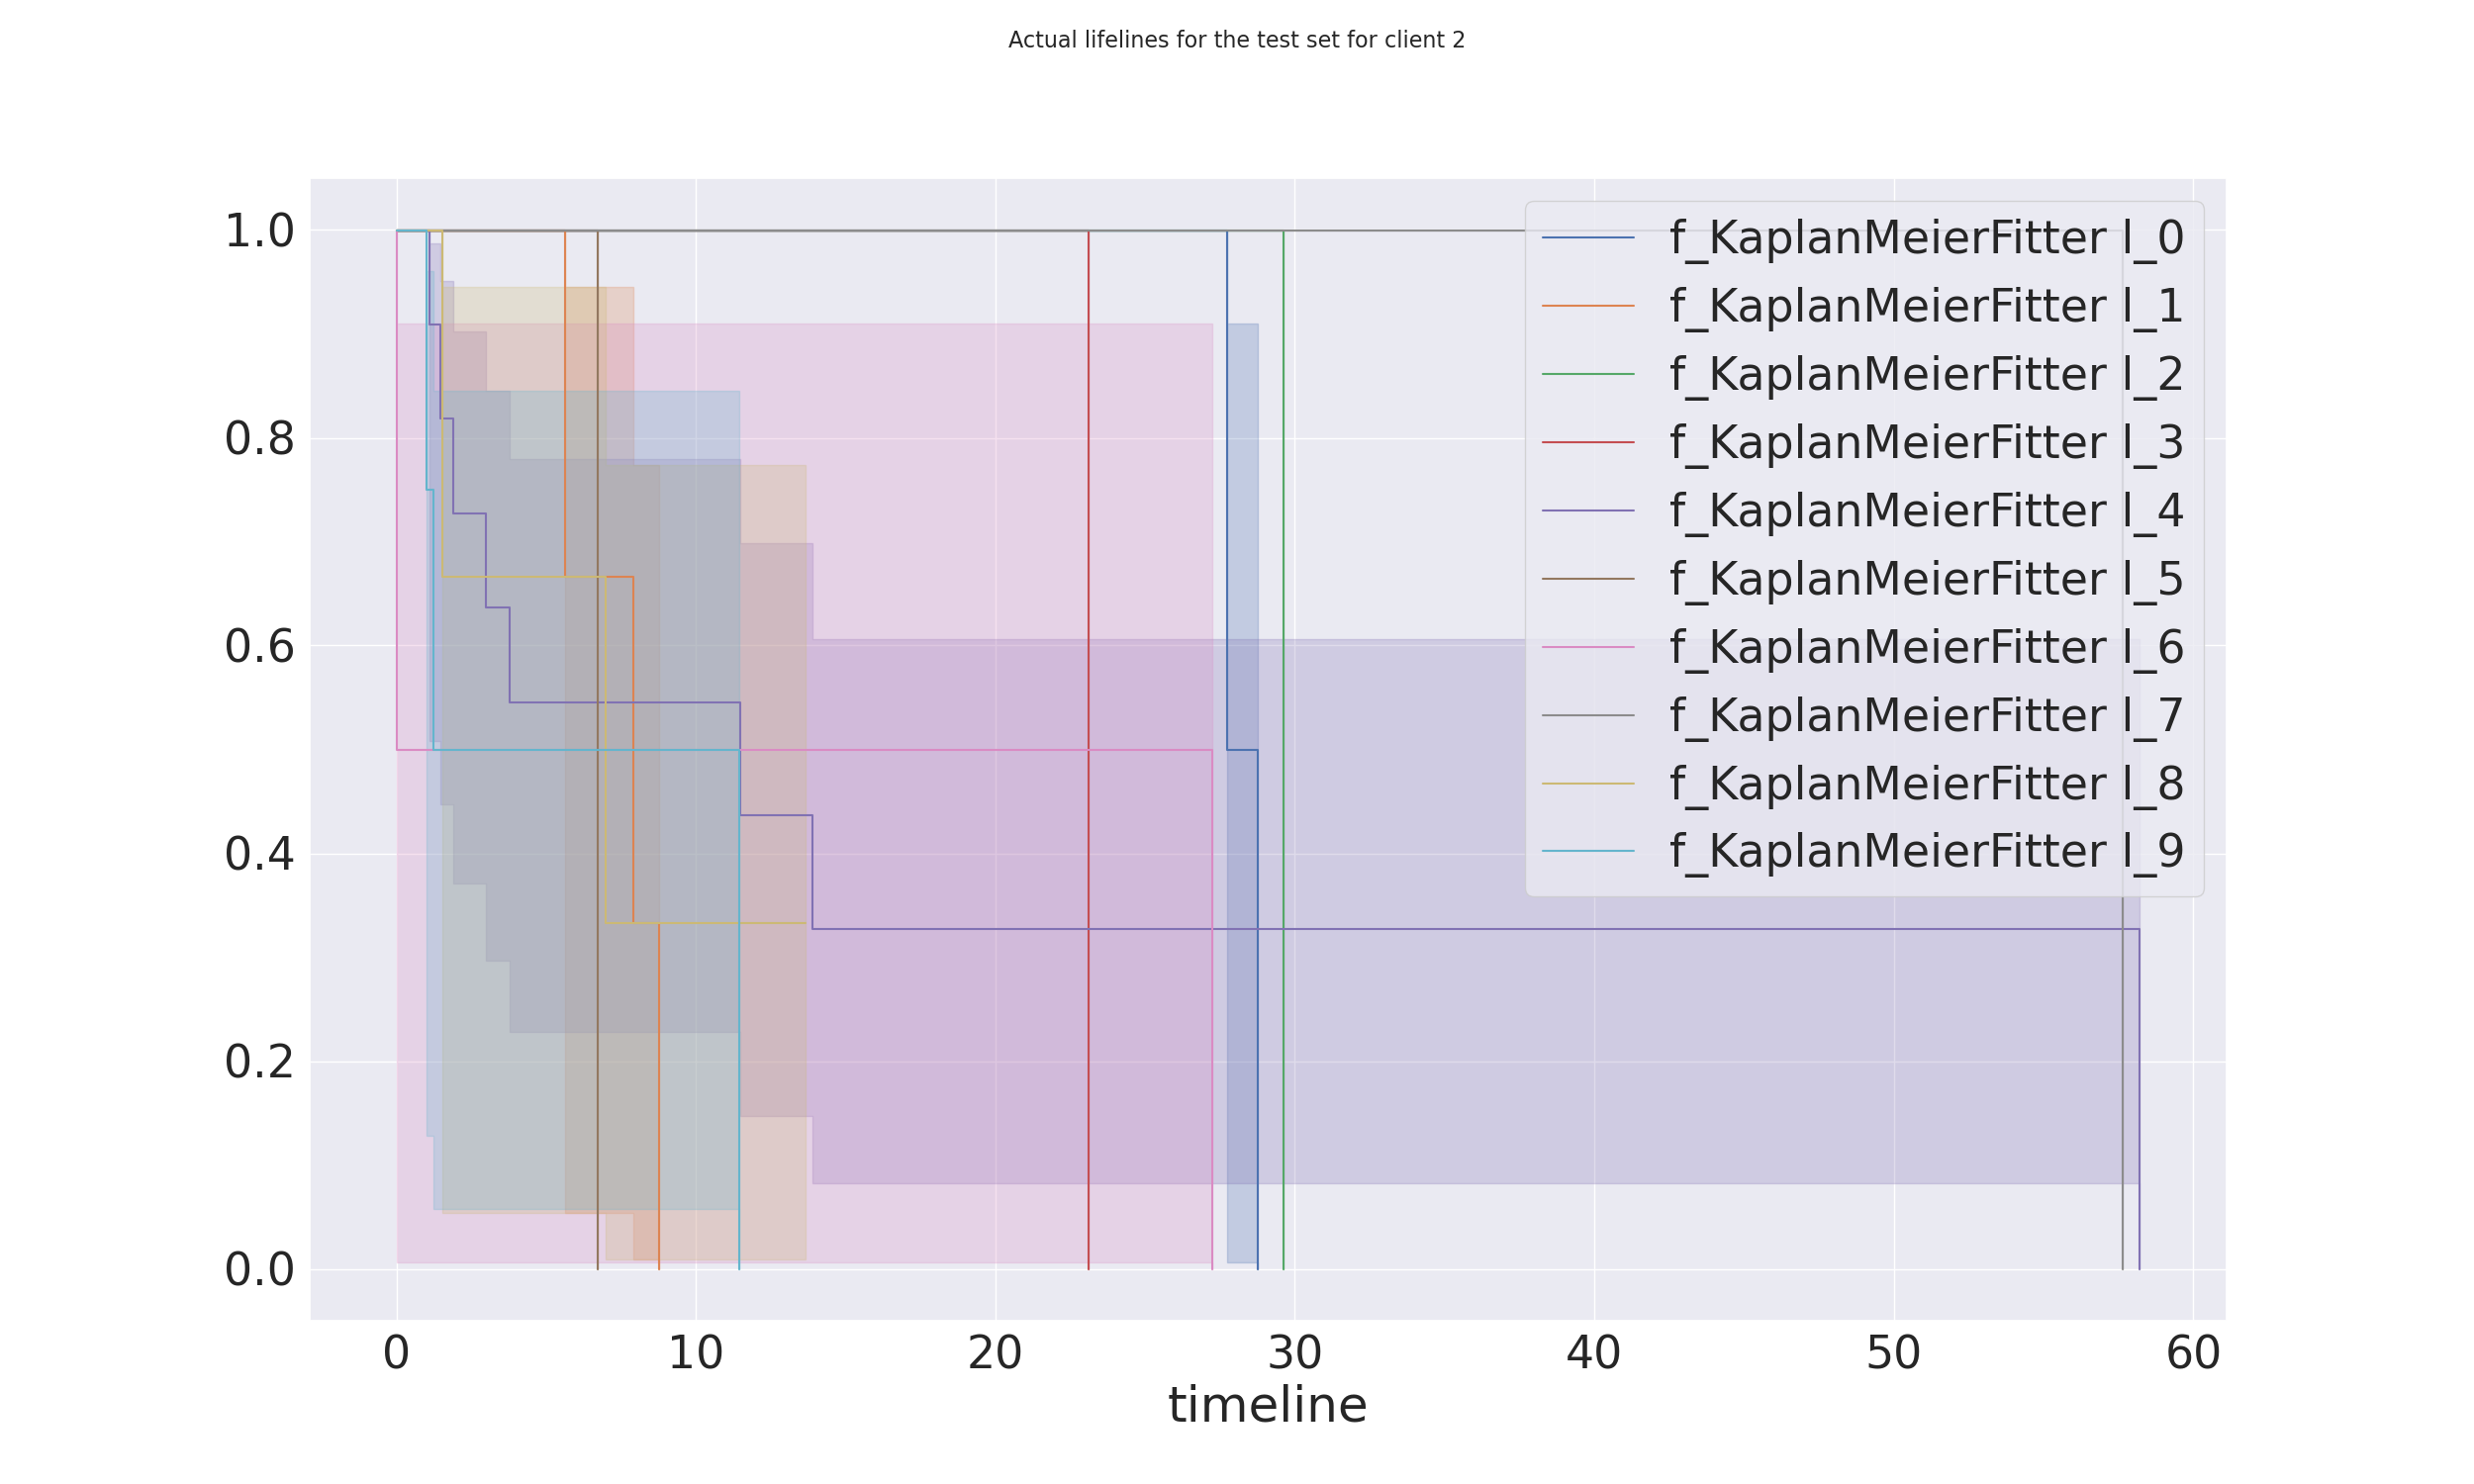 Actual lifelines for the test set for client 2
1.0
0.8
0.6
0.4
0.2
0.0
f_KaplanMeierFitter l_0
f_KaplanMeierFitter l_1
f_KaplanMeierFitter l_2
f_KaplanMeierFitter l_3
f_KaplanMeierFitter l_4
f_KaplanMeierFitter l_5
f_KaplanMeierFitter l_6
f_KaplanMeierFitter l_7
f_KaplanMeierFitter l_8
f_KaplanMeierFitter l_9
0 10 20 30 40 50 60
timeline